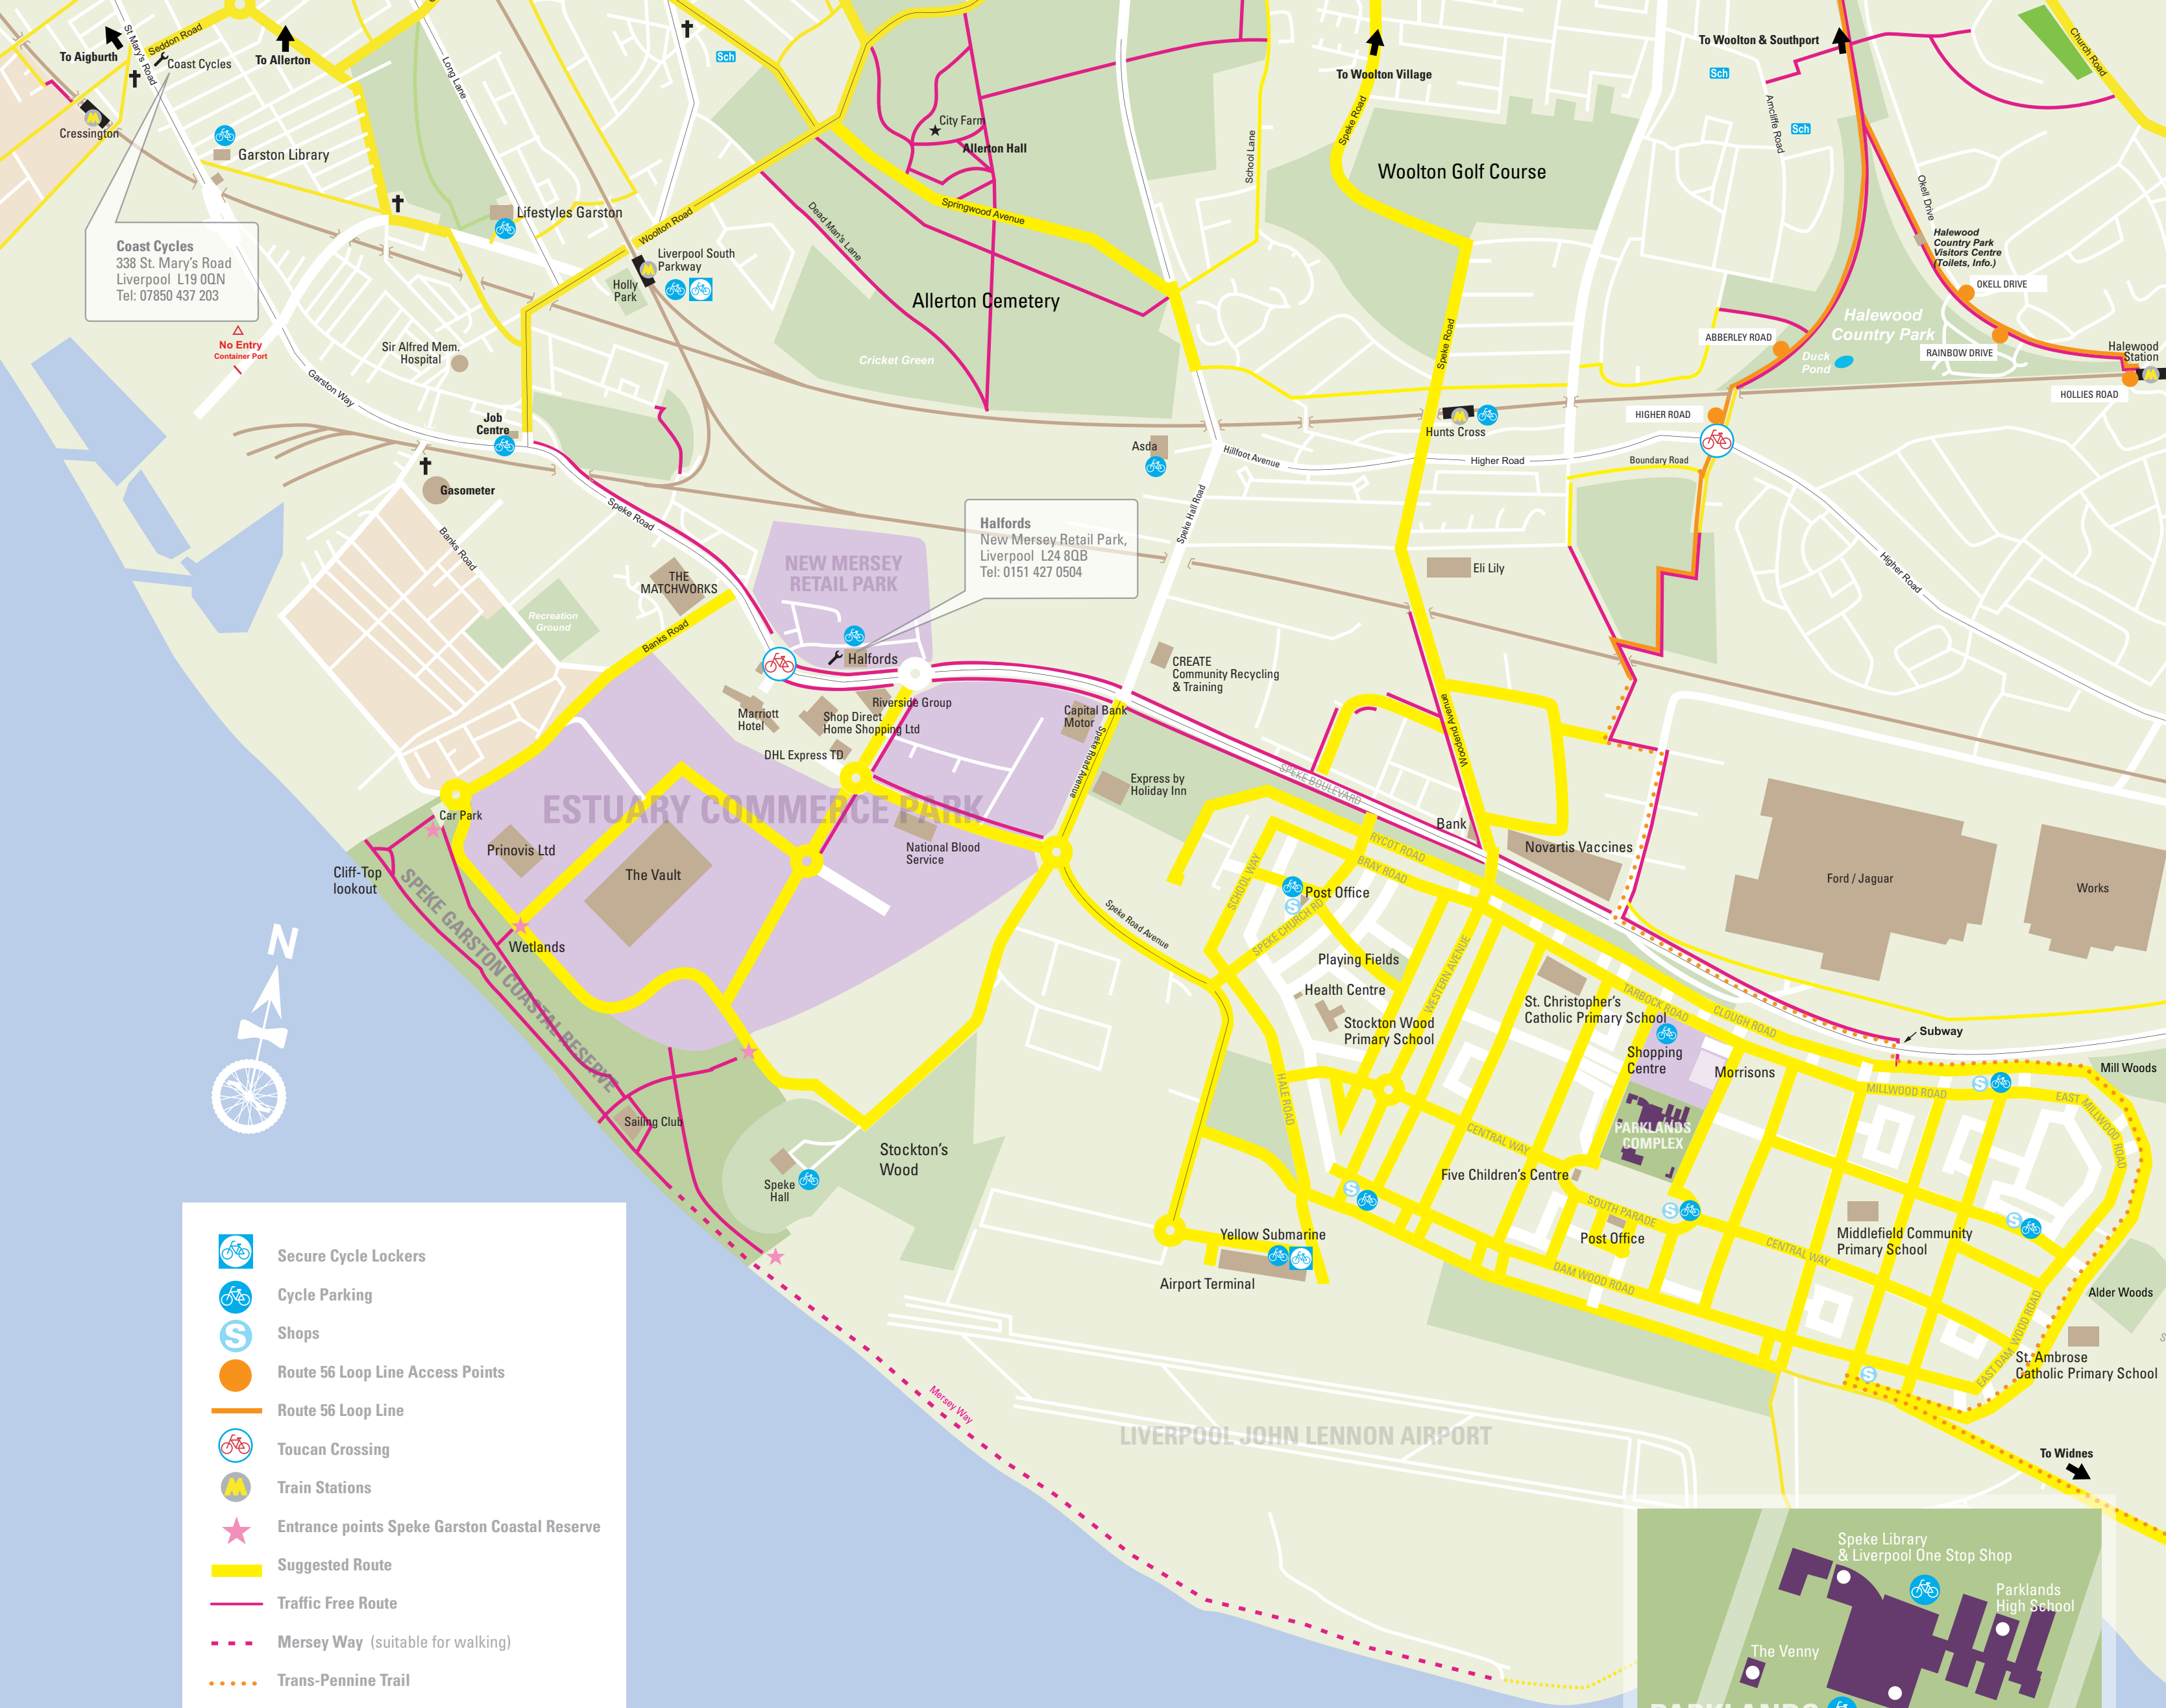 To Aigburth
St Mary's Road
Seddon Road
Coast Cycles
To Allerton
Long Lane
Sch
Cressington
Garston Library
Lifestyles Garston
Woolton Road
Liverpool South
Parkway
Holly
Park
Coast Cycles
338 St. Mary's Road
Liverpool L19 0QN
Tel: 07850 437 203
No Entry
Container Port
Garston Way
Sir Alfred Mem.
Hospital
Job
Centre
Gasometer
Banks Road
Speke Road
City Farm
Allerton Hall
Springwood Avenue
Dead Man's Lane
Allerton Cemetery
Cricket Green
School Lane
To Woolton Village
Speke Road
Woolton Golf Course
Speke Road
To Woolton & Southport
Sch
Sch
Arncliffe Road
Church Road
Okell Drive
Halewood
Country Park
Visitors Centre
(Toilets, Info.)
OKELL DRIVE
Halewood
Country Park
ABBERLEY ROAD
Duck
Pond
RAINBOW DRIVE
Halewood
Station
HOLLIES ROAD
HIGHER ROAD
Hunts Cross
Higher Road
Boundary Road
Higher Road
Asda
Hillfoot Avenue
Speke Hall Road
Halfords
New Mersey Retail Park,
Liverpool L24 8QB
Tel: 0151 427 0504
NEW MERSEY
RETAIL PARK
THE
MATCHWORKS
Recreation
Ground
Banks Road
Halfords
Eli Lily
CREATE
Community Recycling
& Training
Marriott
Hotel
Riverside Group
Shop Direct
Home Shopping Ltd
DHL Express TD
Capital Bank
Motor
Speke Road Avenue
Woodend Avenue
Express by
Holiday Inn
SPEKE BOULEVARD
ESTUARY COMMERCE PARK
Car Park
Prinovis Ltd
The Vault
National Blood
Service
Cliff-Top
lookout
SPEKE GARSTON COASTAL RESERVE
Wetlands
Speke Road Avenue
Bank
Novartis Vaccines
RYCOT ROAD
BRAY ROAD
SCHOOL WAY
Post Office
SPEKE CHURCH RD
Ford / Jaguar
Works
Playing Fields
Health Centre
WESTERN AVENUE
Stockton Wood
Primary School
St. Christopher's
Catholic Primary School
TARBOCK ROAD
CLOUGH ROAD
Subway
Shopping
Centre
Morrisons
Mill Woods
MILLWOOD ROAD
EAST MILLWOOD ROAD
N
Sailing Club
Stockton's
Wood
Speke
Hall
HALE ROAD
CENTRAL WAY
PARKLANDS
COMPLEX
Five Children's Centre
SOUTH PARADE
Post Office
CENTRAL WAY
Middlefield Community
Primary School
Yellow Submarine
Airport Terminal
DAM WOOD ROAD
Alder Woods
EAST DAM WOOD ROAD
St. Ambrose
Catholic Primary School
Mersey Way
LIVERPOOL JOHN LENNON AIRPORT
To Widnes
Secure Cycle Lockers
Cycle Parking
S Shops
Route 56 Loop Line Access Points
Route 56 Loop Line
Toucan Crossing
M Train Stations
Entrance points Speke Garston Coastal Reserve
Suggested Route
Traffic Free Route
Mersey Way (suitable for walking)
Trans-Pennine Trail
Speke Library
& Liverpool One Stop Shop
Parklands
High School
The Venny
PARKLANDS